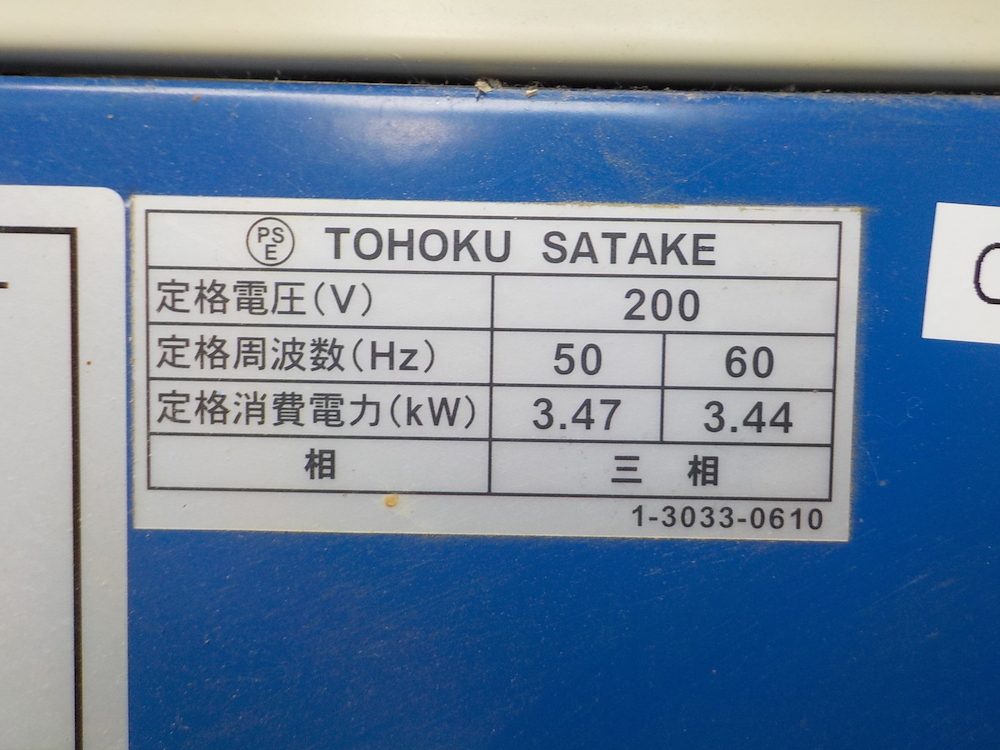 PSE TOHOKU SATAKE
定格電圧(V) 200
定格周波数(Hz) 50 60
定格消費電力(kW) 3.47 3.44
相 三相
1-3033-0610